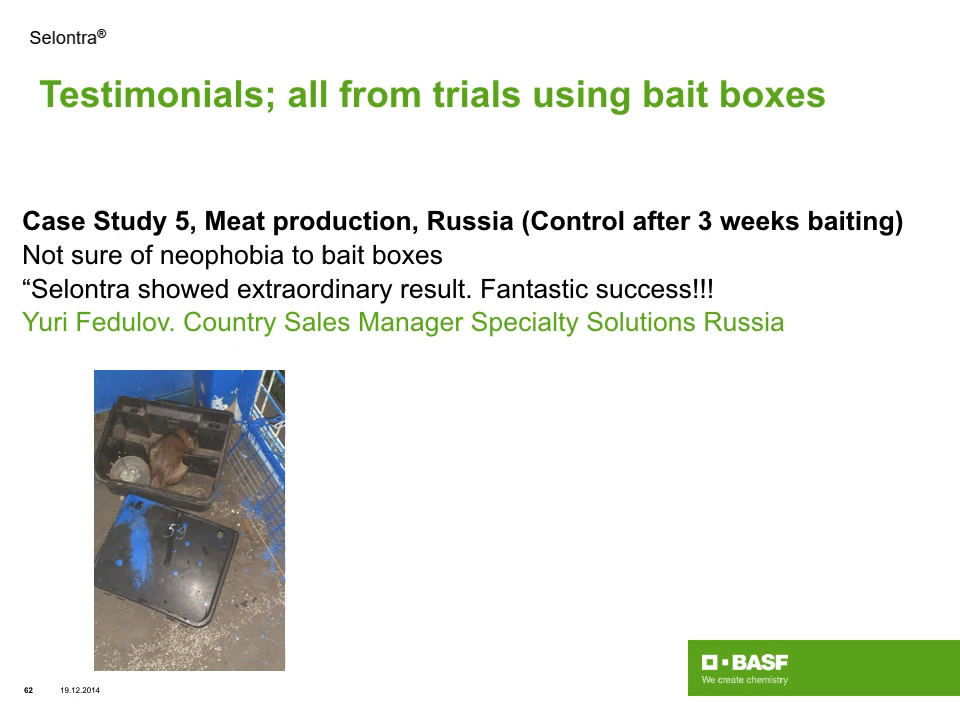 Selontra®
Testimonials; all from trials using bait boxes
Case Study 5, Meat production, Russia (Control after 3 weeks baiting)
Not sure of neophobia to bait boxes
“Selontra showed extraordinary result. Fantastic success!!!
Yuri Fedulov. Country Sales Manager Specialty Solutions Russia
59
BASF
We create chemistry
62 19.12.2014